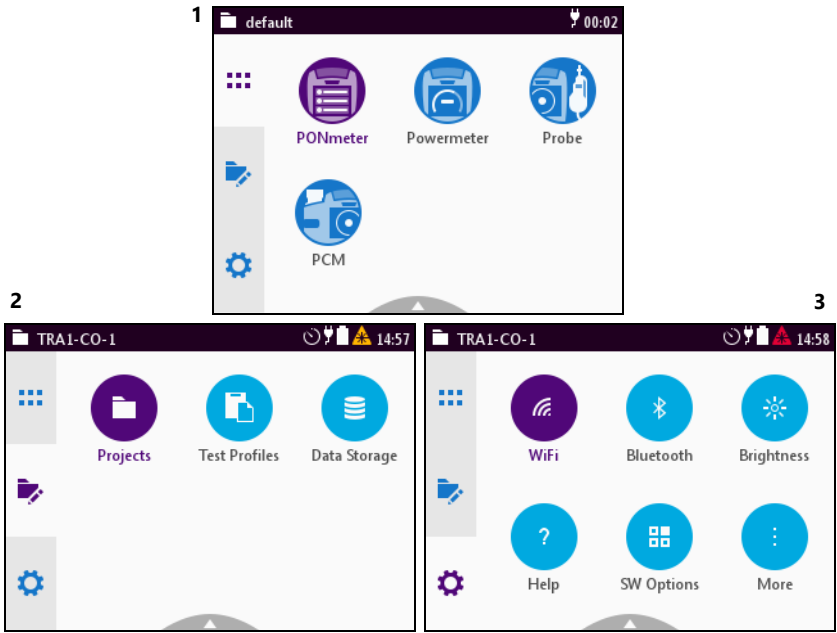 1
default 00:02
PONmeter Powermeter Probe
PCM
2
TRA1-CO-1 14:57
Projects Test Profiles Data Storage
3
TRA1-CO-1 14:58
WiFi Bluetooth Brightness
?
Help SW Options More